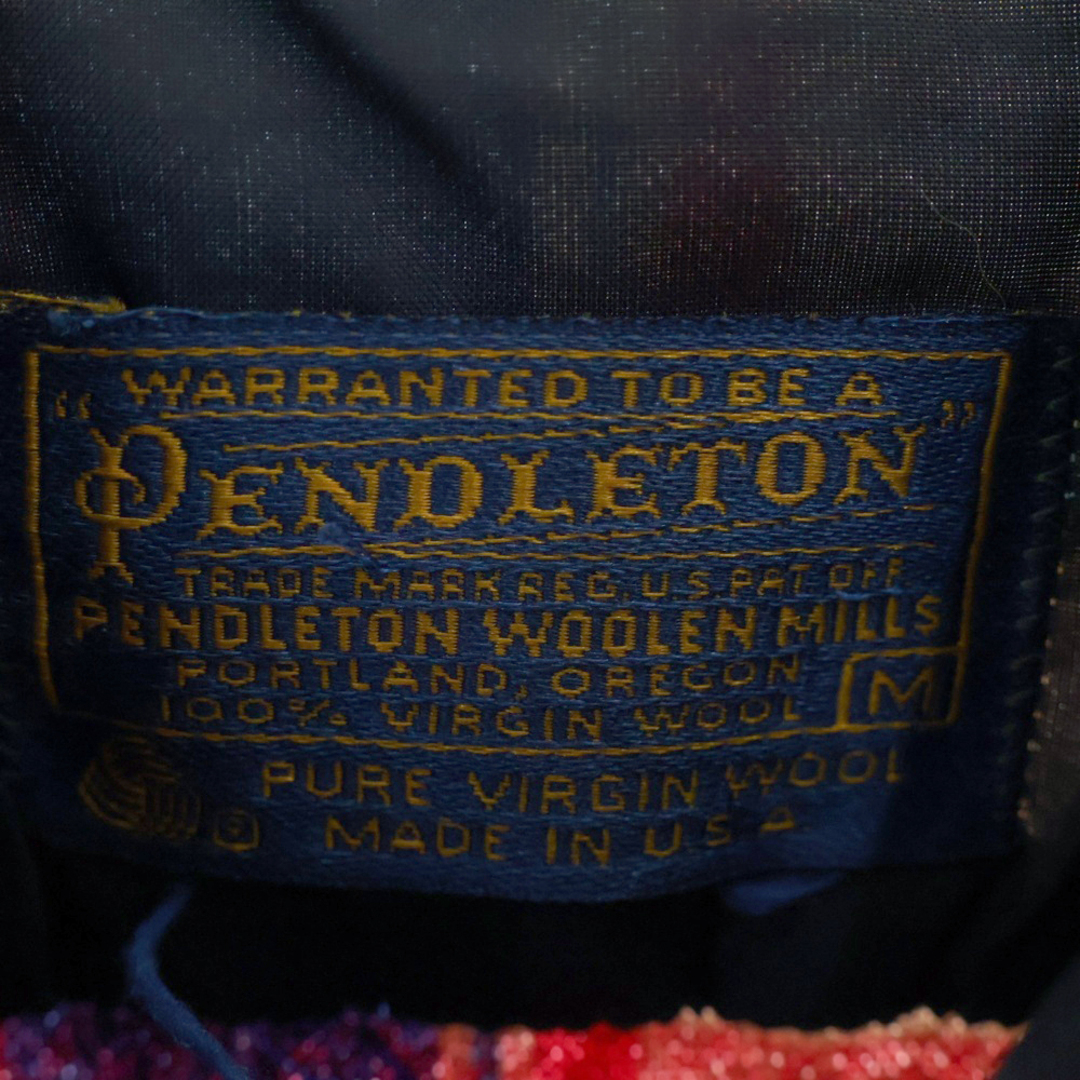 WARRANTED TO BE A
"PENDLETON"
TRADE MARK REG. U.S. PAT. OFF.
PENDLETON WOOLEN MILLS
PORTLAND, OREGON
100% VIRGIN WOOL
M
PURE VIRGIN WOOL
® MADE IN U.S.A.